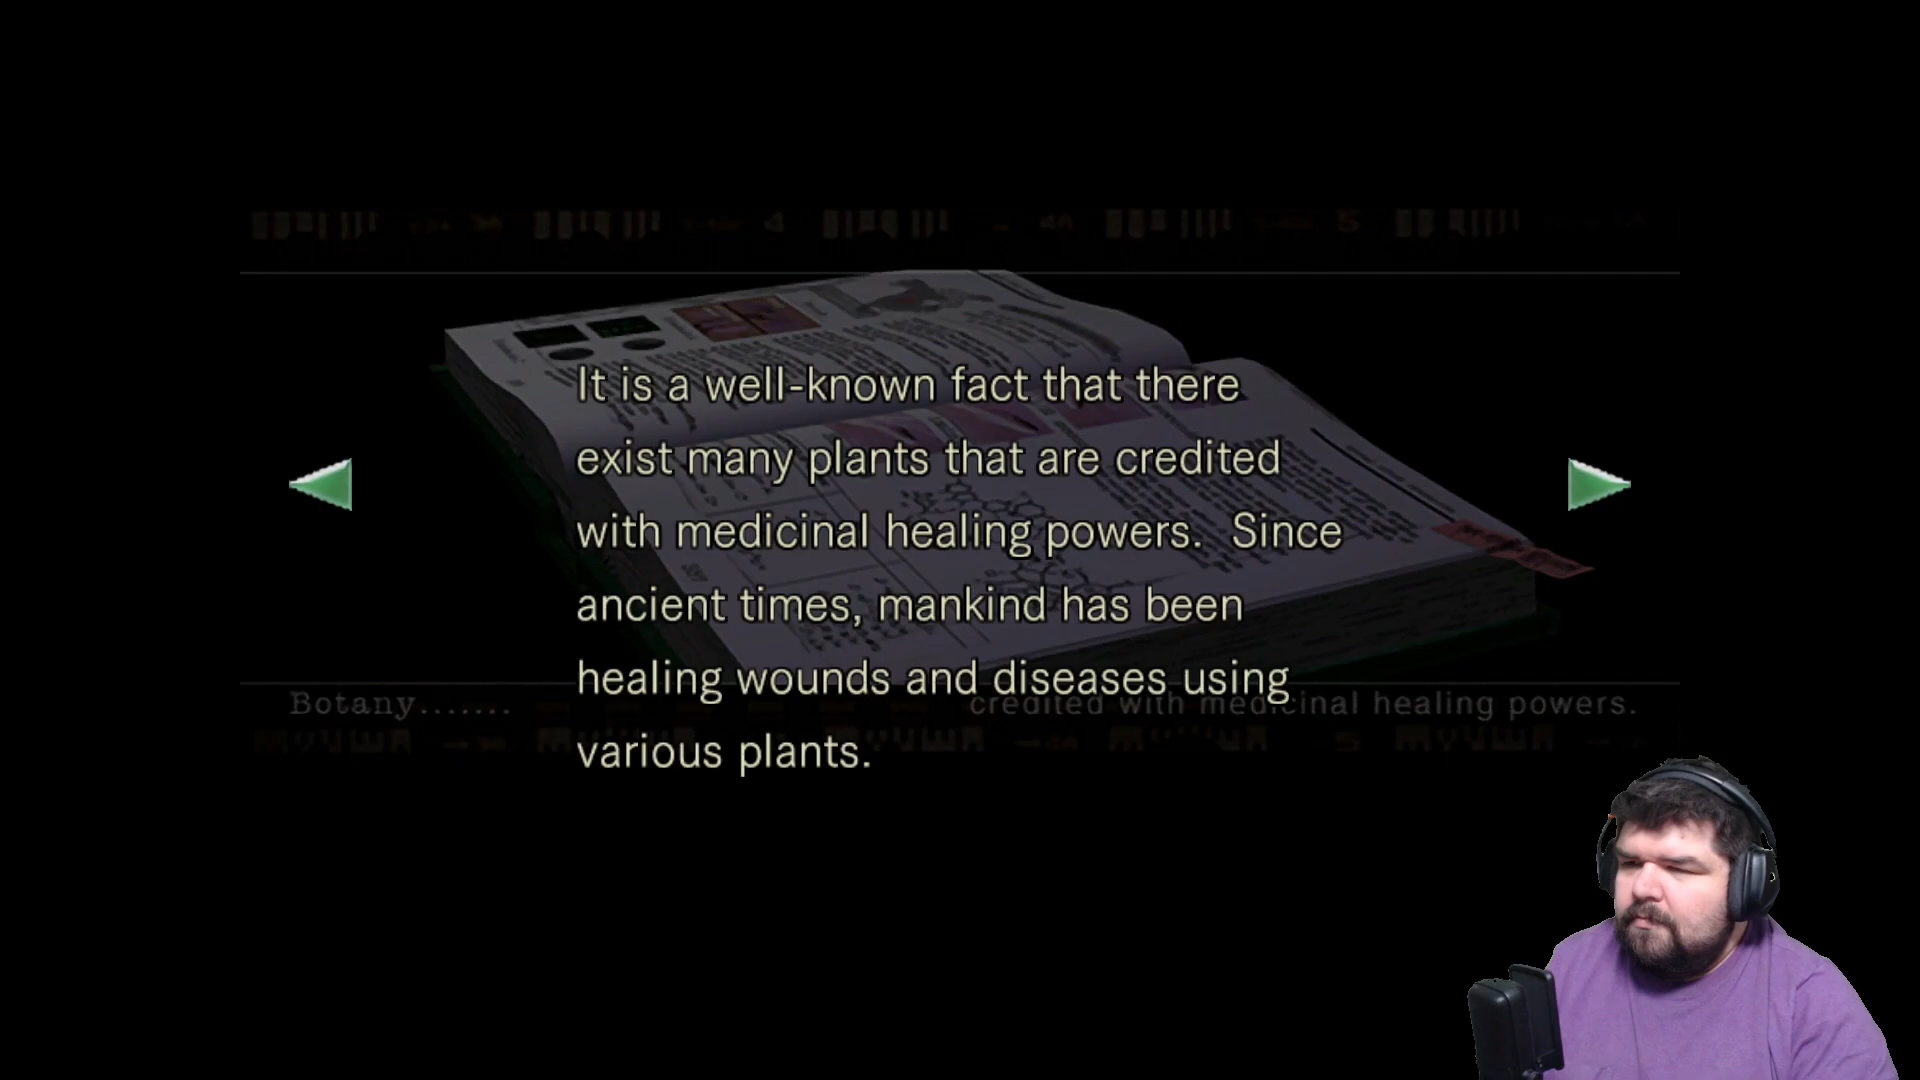 It is a well-known fact that there
exist many plants that are credited
with medicinal healing powers.  Since
ancient times, mankind has been
healing wounds and diseases using
various plants.
Botany.......
credited with medicinal healing powers.